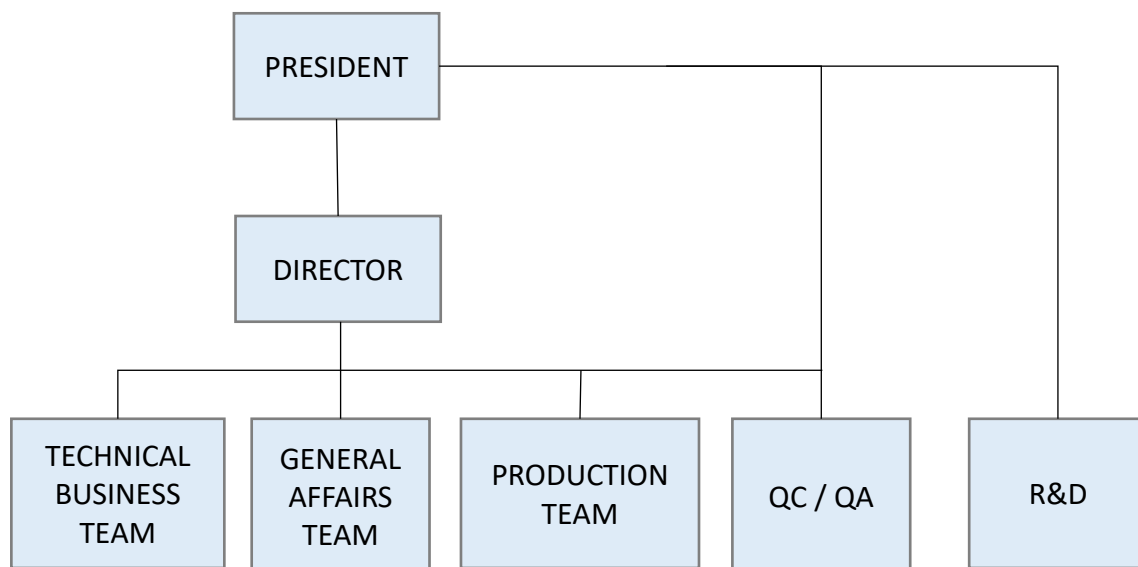 PRESIDENT
DIRECTOR
TECHNICAL
BUSINESS
TEAM
GENERAL
AFFAIRS
TEAM
PRODUCTION
TEAM
QC / QA
R&D